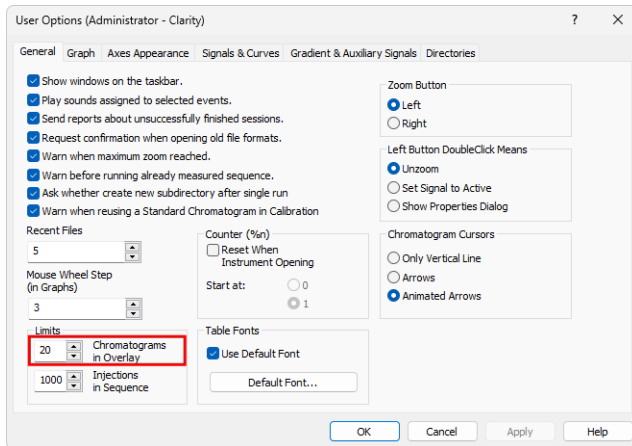 User Options (Administrator - Clarity)
? ×
General Graph Axes Appearance Signals & Curves Gradient & Auxiliary Signals Directories
Show windows on the taskbar.
Play sounds assigned to selected events.
Send reports about unsuccessfully finished sessions.
Request confirmation when opening old file formats.
Warn when maximum zoom reached.
Warn before running already measured sequence.
Ask whether create new subdirectory after single run
Warn when reusing a Standard Chromatogram in Calibration
Recent Files
5
Mouse Wheel Step
(in Graphs)
3
Limits
20 Chromatograms
in Overlay
1000 Injections
in Sequence
Counter (%n)
Reset When
Instrument Opening
Start at: 0
1
Table Fonts
Use Default Font
Default Font...
Zoom Button
Left
Right
Left Button DoubleClick Means
Unzoom
Set Signal to Active
Show Properties Dialog
Chromatogram Cursors
Only Vertical Line
Arrows
Animated Arrows
OK Cancel Apply Help